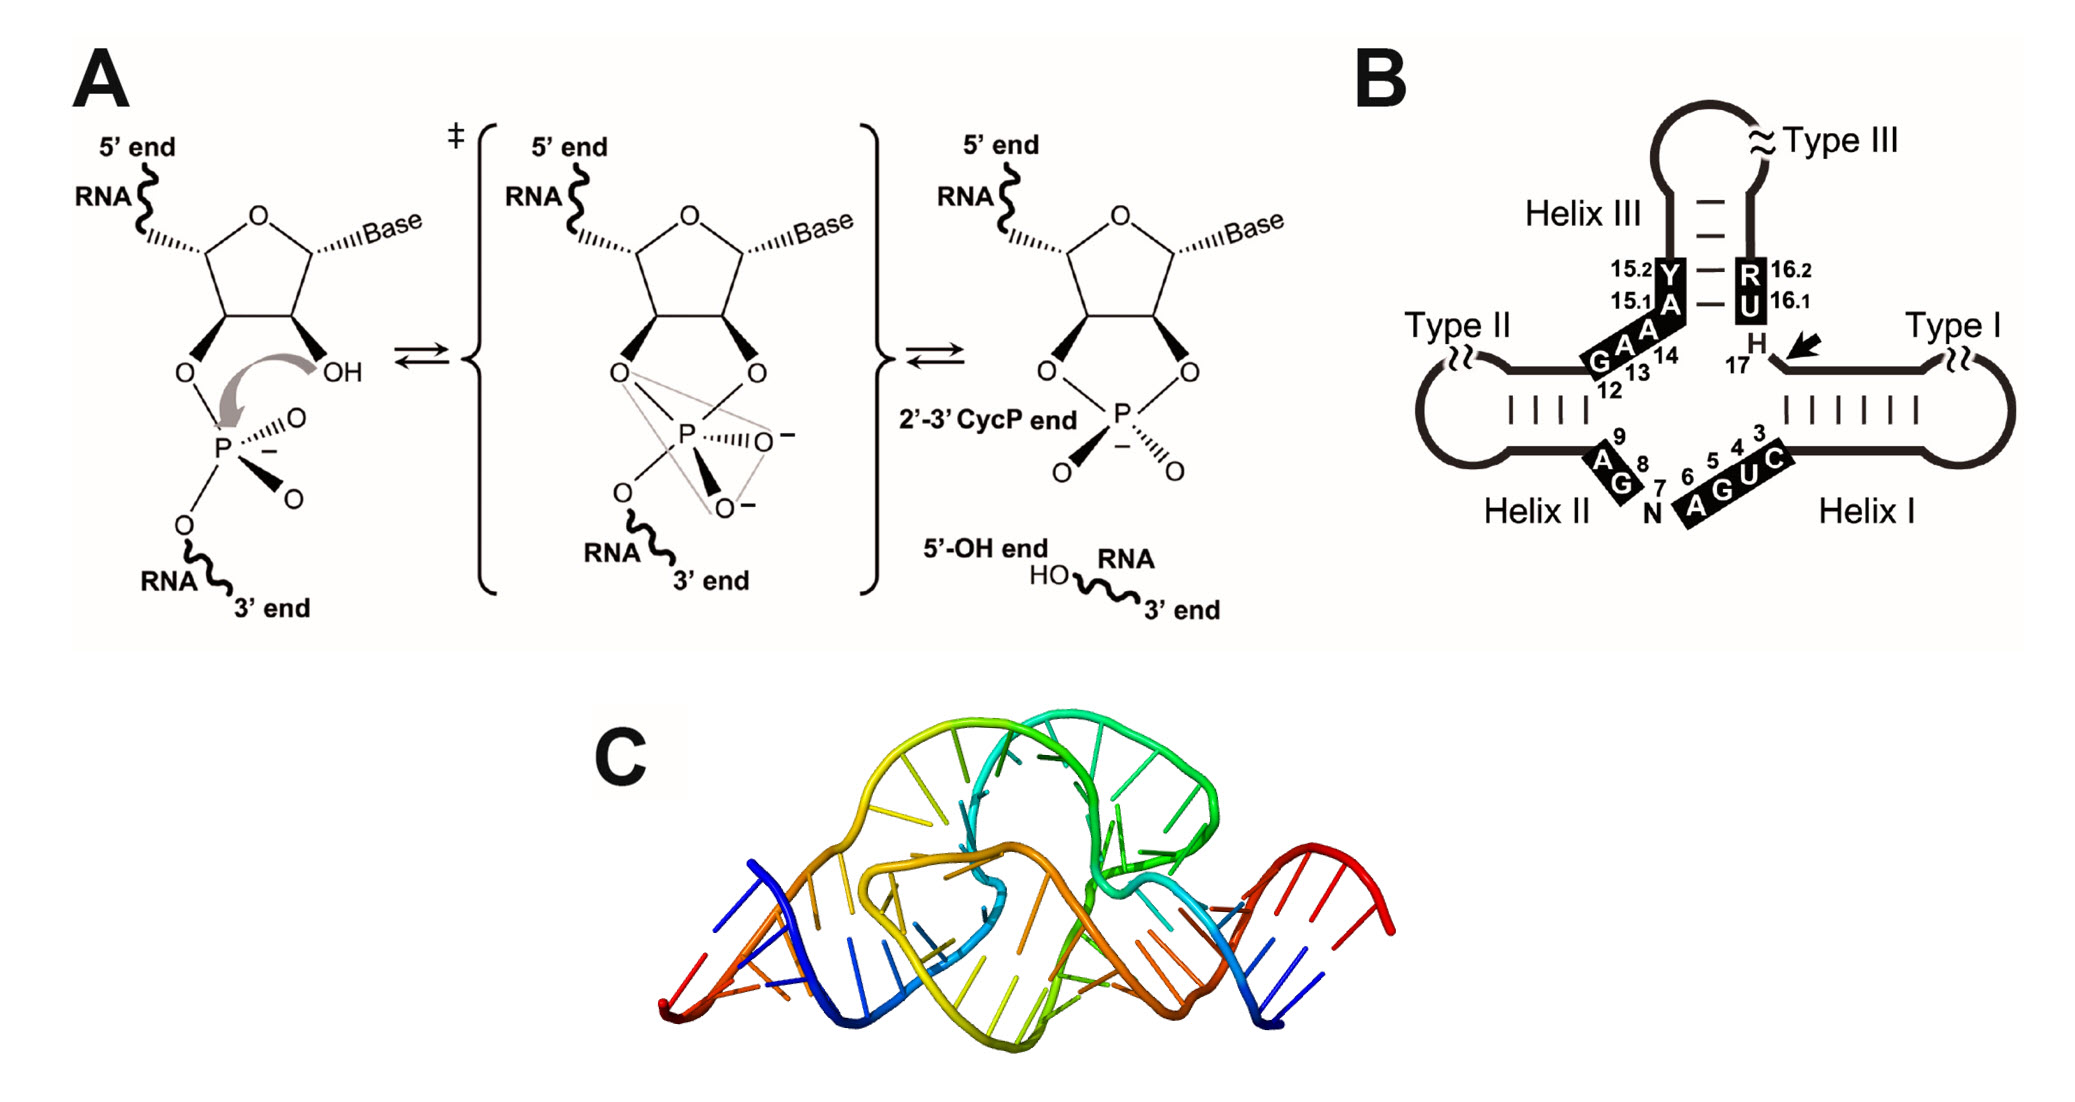 A
5’ end
RNA
O
Base
O
OH
P
O
–
O
O
RNA
3’ end
‡
5’ end
RNA
O
Base
O
O
P
O–
O
O–
RNA
3’ end
5’ end
RNA
O
Base
O
O
2’-3’ CycP end
P
–
O
O
5’-OH end
HO
RNA
3’ end
B
Type III
Helix III
15.2 Y R 16.2
15.1 A U 16.1
Type II
G A A
12 13 14
H
17
Type I
9
A
8
G
7
N
6 5 4 3
A G U C
Helix II
Helix I
C